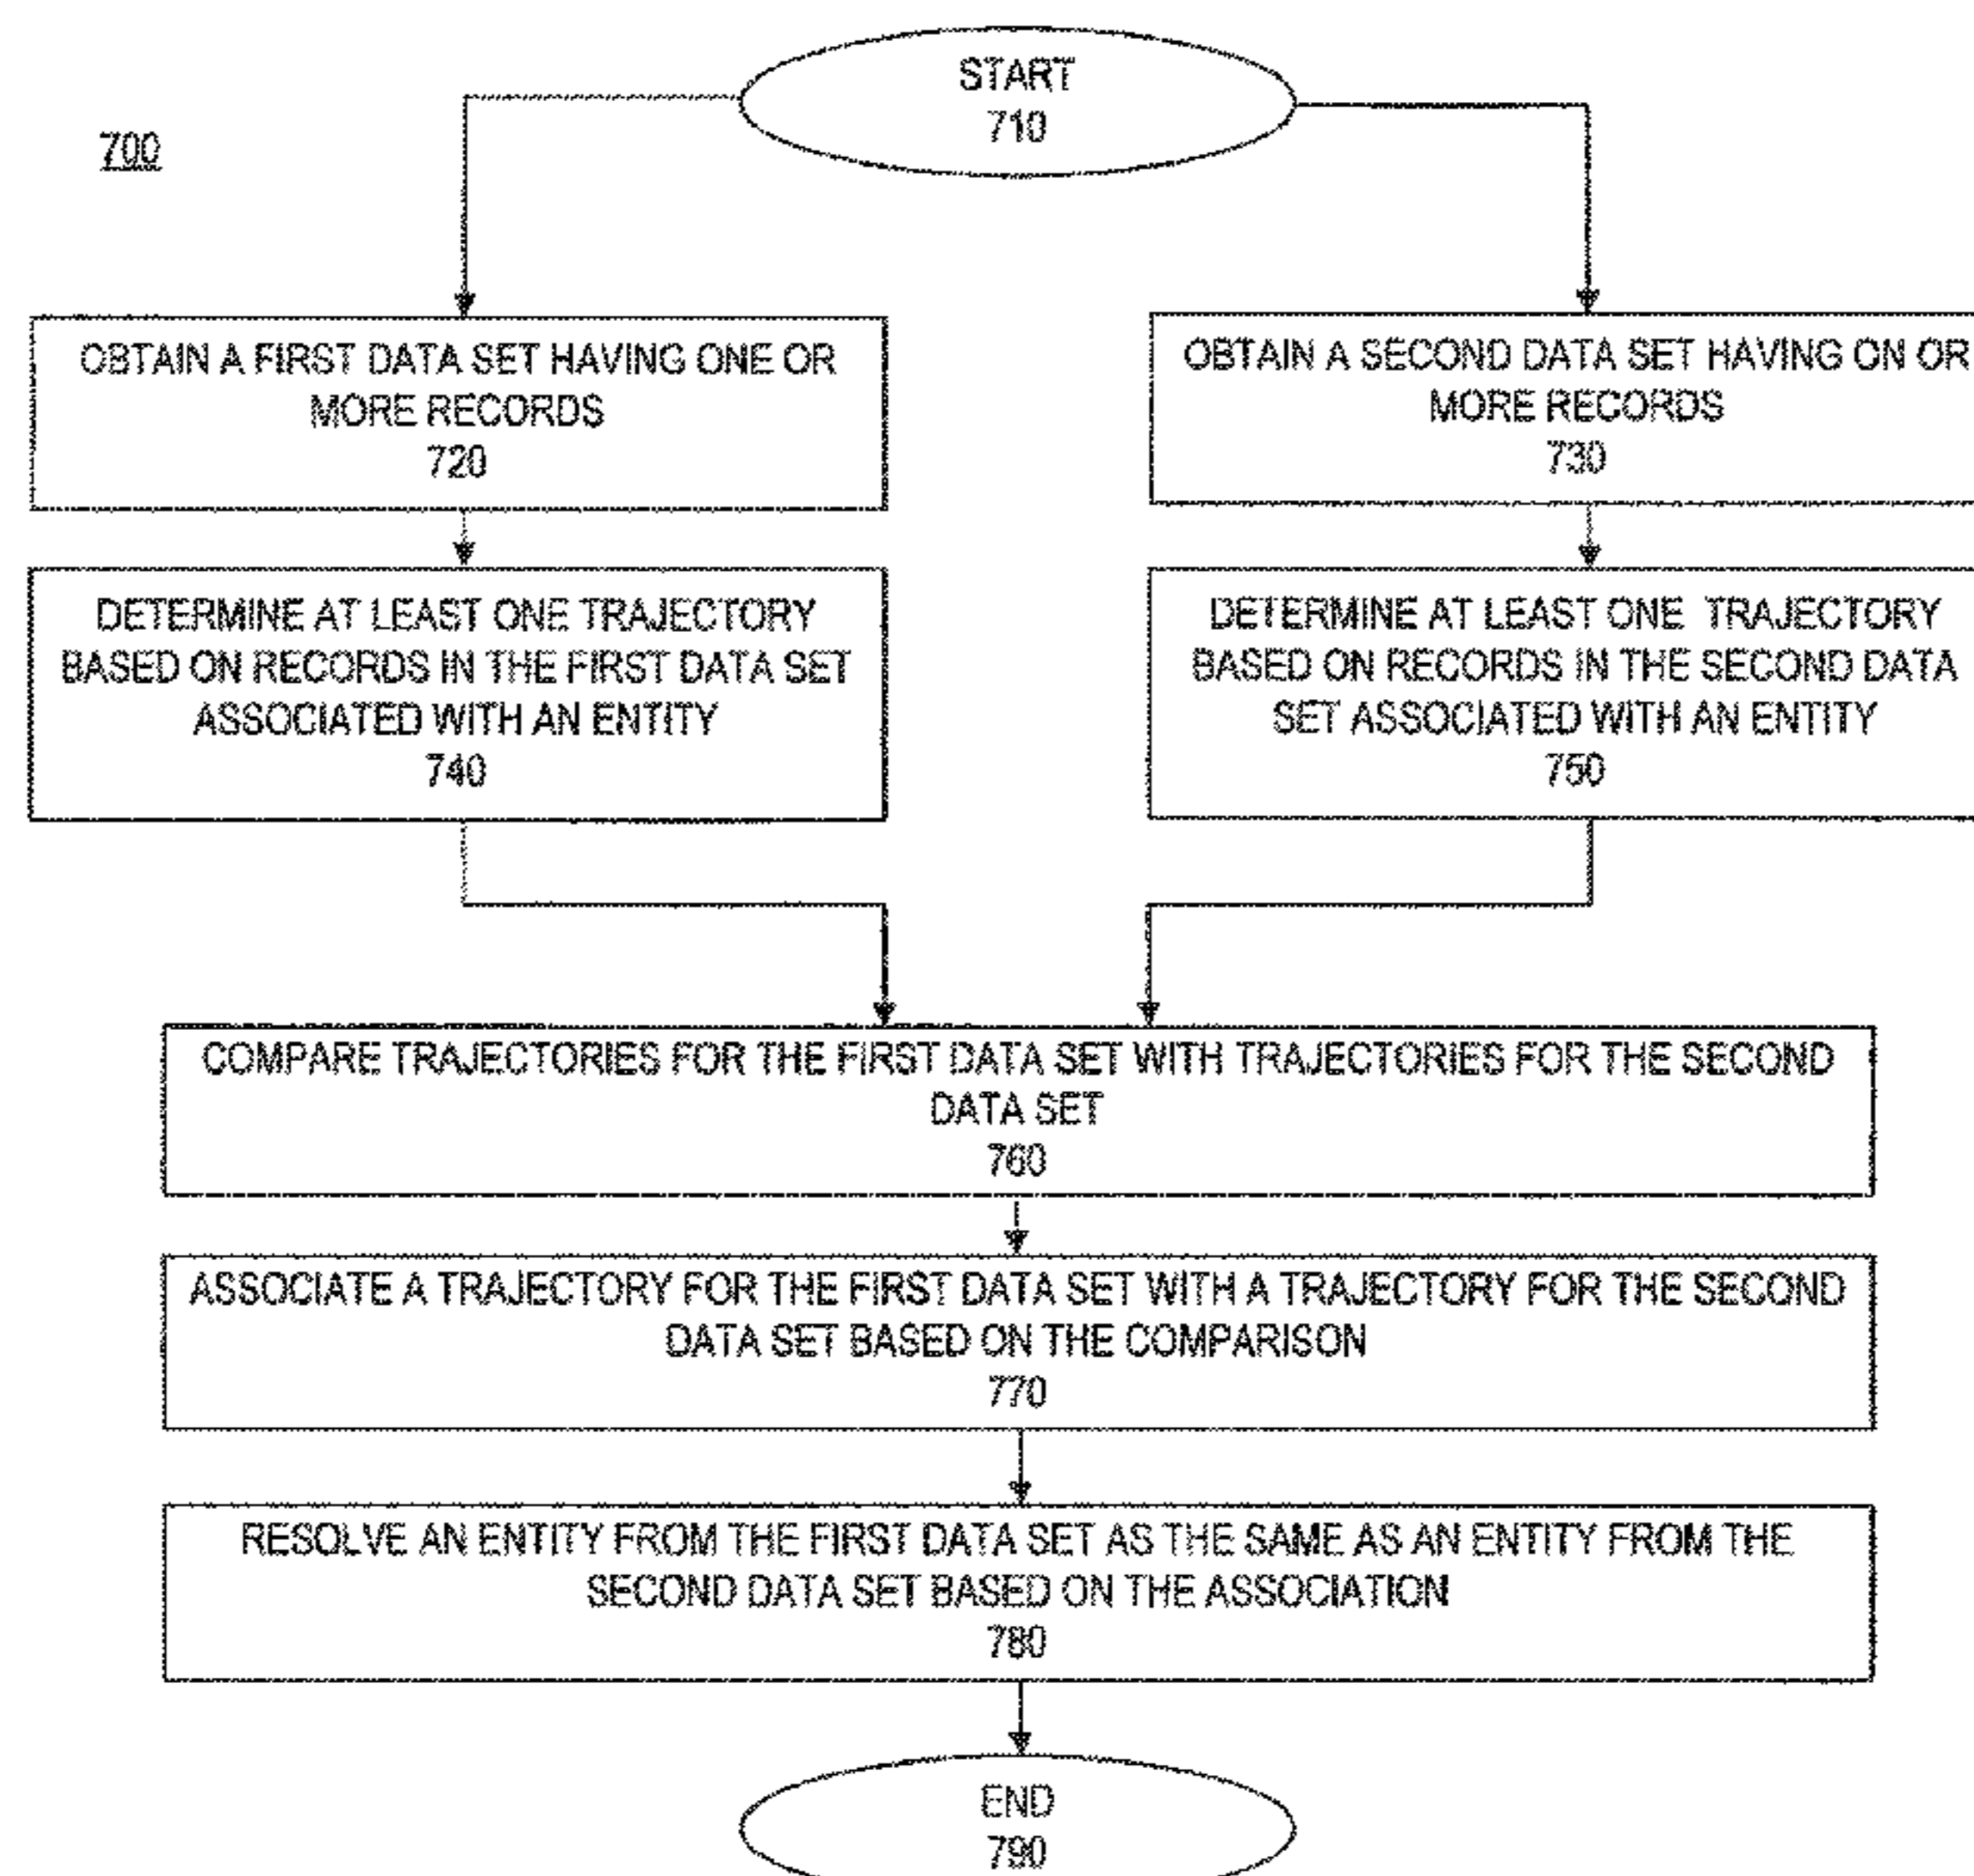 START
710
700
OBTAIN A FIRST DATA SET HAVING ONE OR
MORE RECORDS
720
OBTAIN A SECOND DATA SET HAVING ON OR
MORE RECORDS
730
DETERMINE AT LEAST ONE TRAJECTORY
BASED ON RECORDS IN THE FIRST DATA SET
ASSOCIATED WITH AN ENTITY
740
DETERMINE AT LEAST ONE TRAJECTORY
BASED ON RECORDS IN THE SECOND DATA
SET ASSOCIATED WITH AN ENTITY
750
COMPARE TRAJECTORIES FOR THE FIRST DATA SET WITH TRAJECTORIES FOR THE SECOND
DATA SET
760
ASSOCIATE A TRAJECTORY FOR THE FIRST DATA SET WITH A TRAJECTORY FOR THE SECOND
DATA SET BASED ON THE COMPARISON
770
RESOLVE AN ENTITY FROM THE FIRST DATA SET AS THE SAME AS AN ENTITY FROM THE
SECOND DATA SET BASED ON THE ASSOCIATION
780
END
790